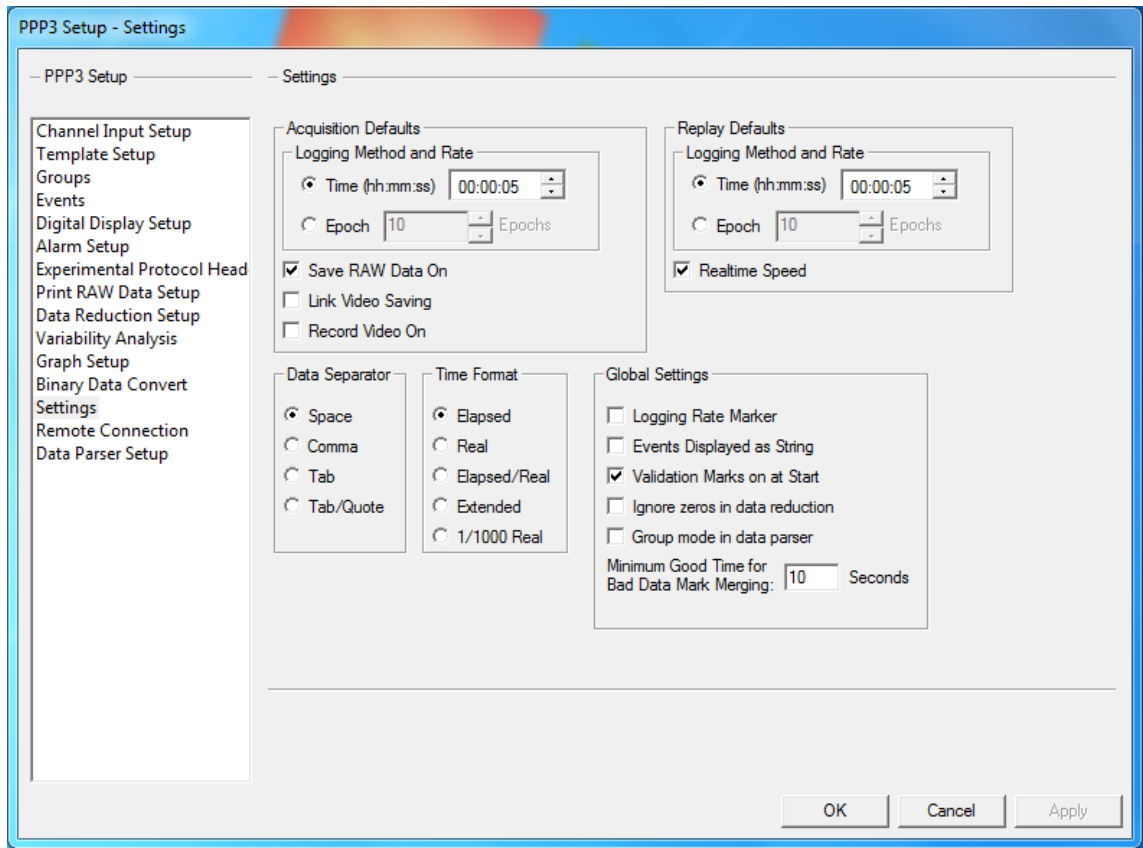 PPP3 Setup - Settings
PPP3 Setup
Channel Input Setup
Template Setup
Groups
Events
Digital Display Setup
Alarm Setup
Experimental Protocol Head
Print RAW Data Setup
Data Reduction Setup
Variability Analysis
Graph Setup
Binary Data Convert
Settings
Remote Connection
Data Parser Setup
Settings
Acquisition Defaults
Logging Method and Rate
Time (hh:mm:ss) 00:00:05
Epoch 10 Epochs
Save RAW Data On
Link Video Saving
Record Video On
Replay Defaults
Logging Method and Rate
Time (hh:mm:ss) 00:00:05
Epoch 10 Epochs
Realtime Speed
Data Separator
Space
Comma
Tab
Tab/Quote
Time Format
Elapsed
Real
Elapsed/Real
Extended
1/1000 Real
Global Settings
Logging Rate Marker
Events Displayed as String
Validation Marks on at Start
Ignore zeros in data reduction
Group mode in data parser
Minimum Good Time for
Bad Data Mark Merging: 10 Seconds
OK Cancel Apply